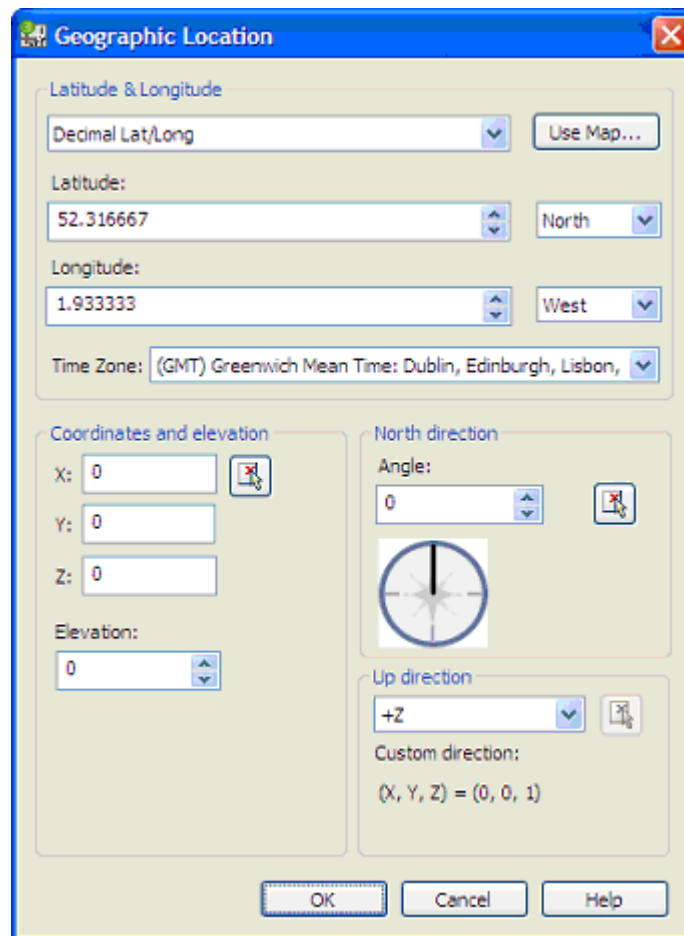 Geographic Location
Latitude & Longitude
Decimal Lat/Long
Use Map...
Latitude:
52.316667
North
Longitude:
1.933333
West
Time Zone: (GMT) Greenwich Mean Time: Dublin, Edinburgh, Lisbon,
Coordinates and elevation
X: 0
Y: 0
Z: 0
Elevation:
0
North direction
Angle:
0
Up direction
+Z
Custom direction:
(X, Y, Z) = (0, 0, 1)
OK
Cancel
Help